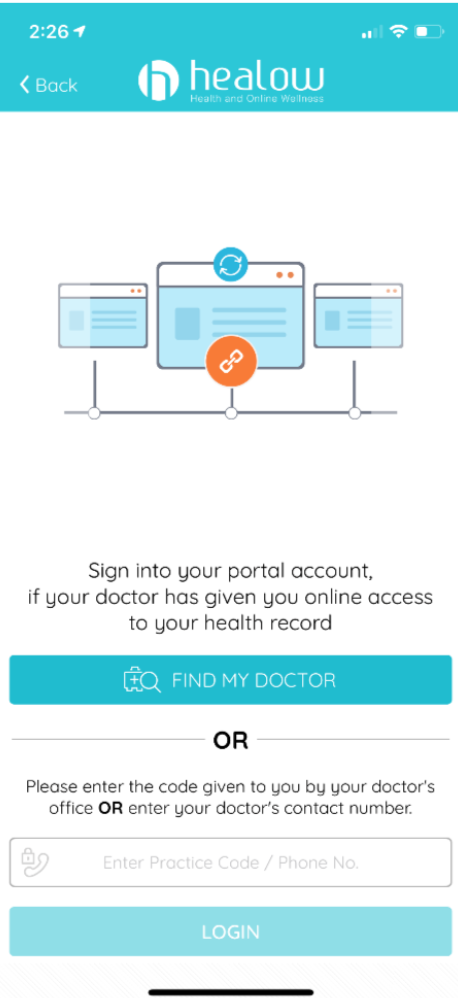 2:26
Back
healow
Health and Online Wellness
Sign into your portal account,
if your doctor has given you online access
to your health record
FIND MY DOCTOR
OR
Please enter the code given to you by your doctor's
office OR enter your doctor's contact number.
Enter Practice Code / Phone No.
LOGIN